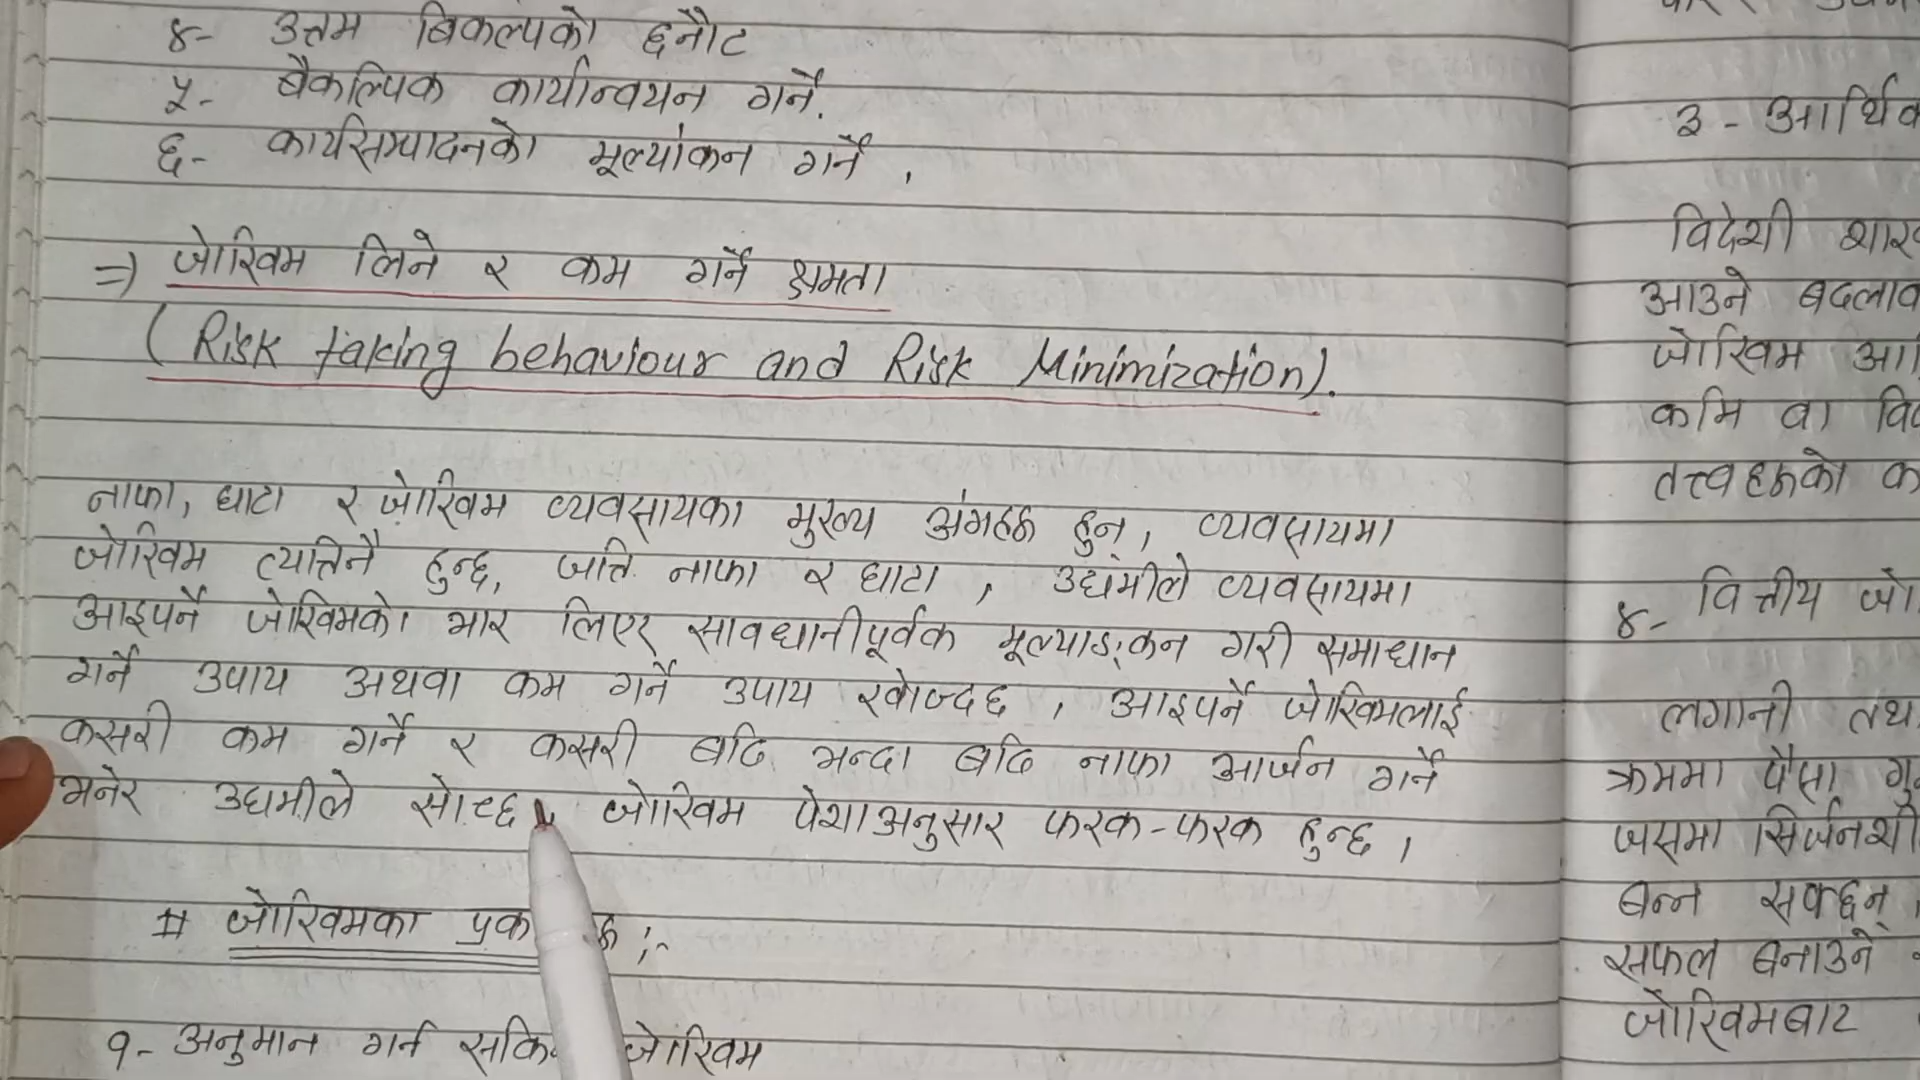 ४- उत्तम बिकल्पको छनौट
५- बैकल्पिक कार्यान्वयन गर्ने.
६- कार्यसम्पादनको मूल्यांकन गर्ने,
=) जोखिम लिने र कम गर्ने क्षमता
(Risk taking behaviour and Risk Minimization).
नाफा, घाटा र जोखिम व्यवसायका मुख्य अंगहरू हुन्, व्यवसायमा
जोखिम त्यत्तिनै हुन्छ, जत्ति नाफा र घाटा, उद्यमीले व्यवसायमा
आइपर्ने जोखिमको भार लिएर सावधानीपूर्वक मूल्याङ्कन गरी समाधान
गर्ने उपाय अथवा कम गर्ने उपाय खोज्दछ, आइपर्ने जोखिमलाई
कसरी कम गर्ने र कसरी बढि भन्दा बढि नाफा आर्जन गर्ने
भनेर उद्यमीले सोच्छ जोखिम पेशाअनुसार फरक-फरक हुन्छ,
# जोखिमका
१- अनुमान गर्न जोखिम
३- आर्थि
विदेशी
आउने बदलाव
जोखिम
कमि वा
तत्त्वहरूको
४- वित्तीय जो
लगानी
क्रममा पैसा
जसमा
बन्न सक्छन्
सफल बनाउने
जोखिमबाट